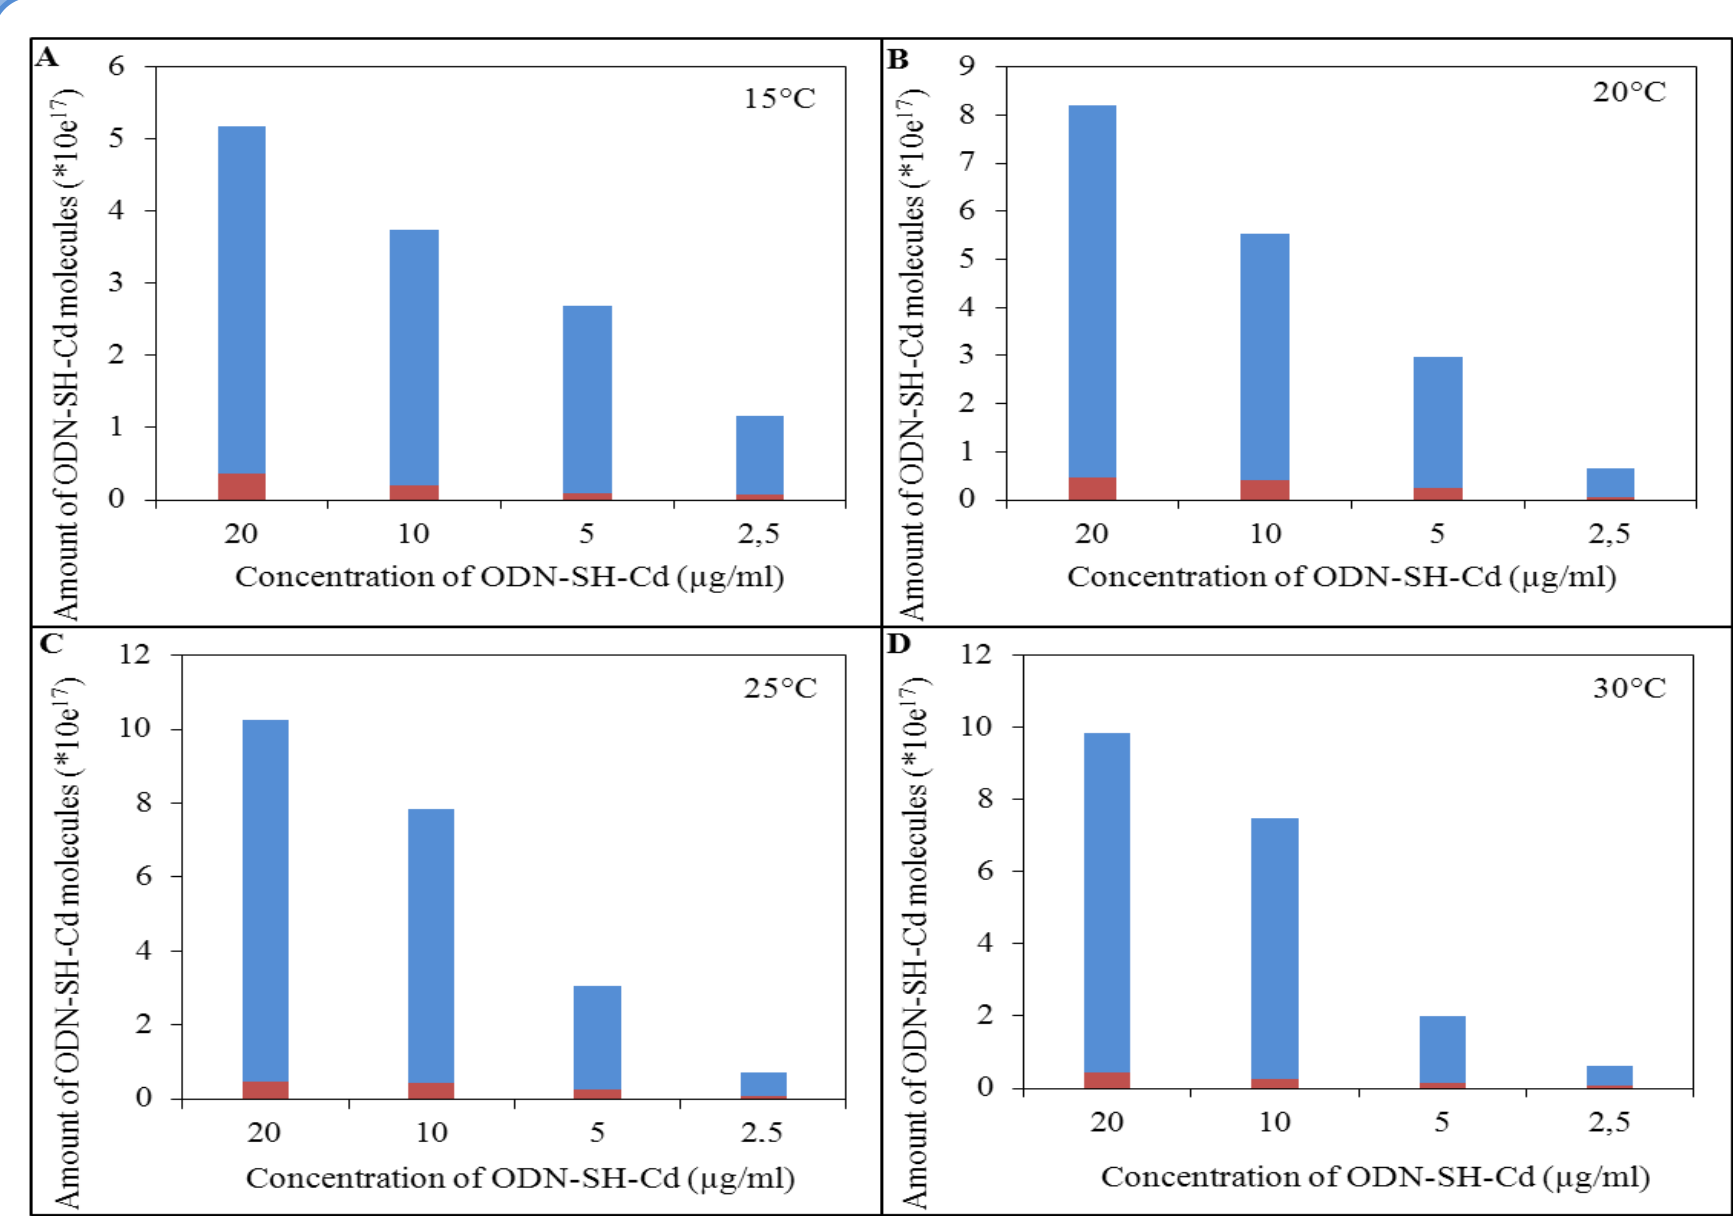 A
Amount of ODN-SH-Cd molecules (*10e17)
6
5
4
3
2
1
0
15°C
20 10 5 2,5
Concentration of ODN-SH-Cd (µg/ml)
B
Amount of ODN-SH-Cd molecules (*10e17)
9
8
7
6
5
4
3
2
1
0
20°C
20 10 5 2,5
Concentration of ODN-SH-Cd (µg/ml)
C
Amount of ODN-SH-Cd molecules (*10e17)
12
10
8
6
4
2
0
25°C
20 10 5 2.5
Concentration of ODN-SH-Cd (µg/ml)
D
Amount of ODN-SH-Cd molecules (*10e17)
12
10
8
6
4
2
0
30°C
20 10 5 2,5
Concentration of ODN-SH-Cd (µg/ml)